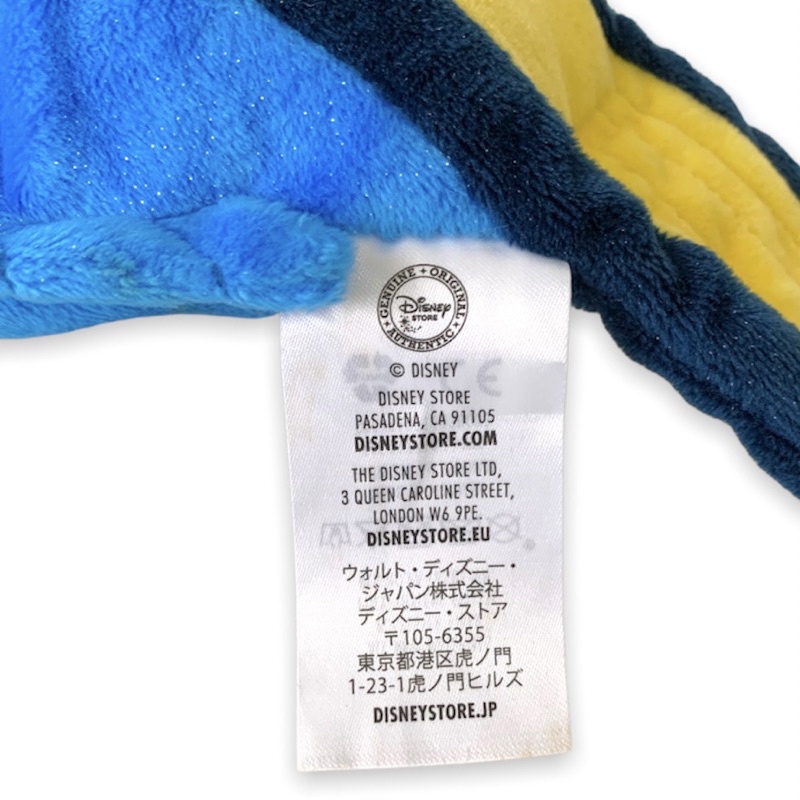 GENUINE + ORIGINAL
Disney
STORE
AUTHENTIC
© DISNEY
DISNEY STORE
PASADENA, CA 91105
DISNEYSTORE.COM
THE DISNEY STORE LTD,
3 QUEEN CAROLINE STREET,
LONDON W6 9PE.
DISNEYSTORE.EU
ウォルト・ディズニー・
ジャパン株式会社
ディズニー・ストア
〒105-6355
東京都港区虎ノ門
1-23-1虎ノ門ヒルズ
DISNEYSTORE.JP